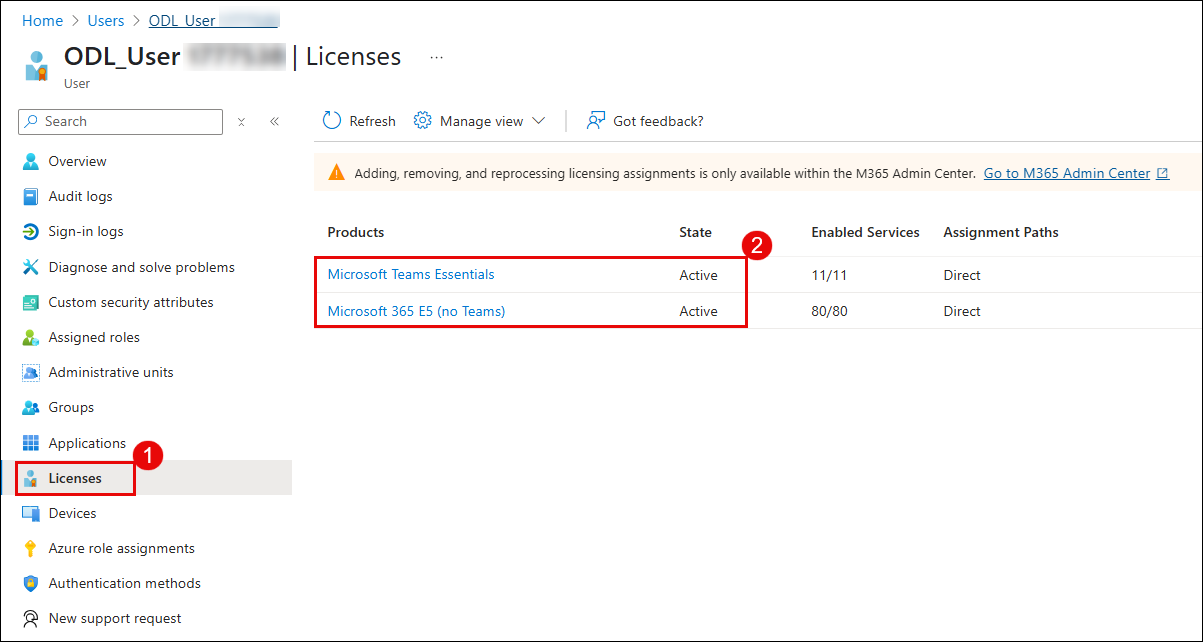 Home > Users > ODL_User
ODL_User | Licenses ...
User
Search
Refresh Manage view Got feedback?
Overview
Audit logs
Sign-in logs
Diagnose and solve problems
Custom security attributes
Assigned roles
Administrative units
Groups
Applications
1
Licenses
Devices
Azure role assignments
Authentication methods
New support request
Adding, removing, and reprocessing licensing assignments is only available within the M365 Admin Center. Go to M365 Admin Center
Products State Enabled Services Assignment Paths
2
Microsoft Teams Essentials Active 11/11 Direct
Microsoft 365 E5 (no Teams) Active 80/80 Direct